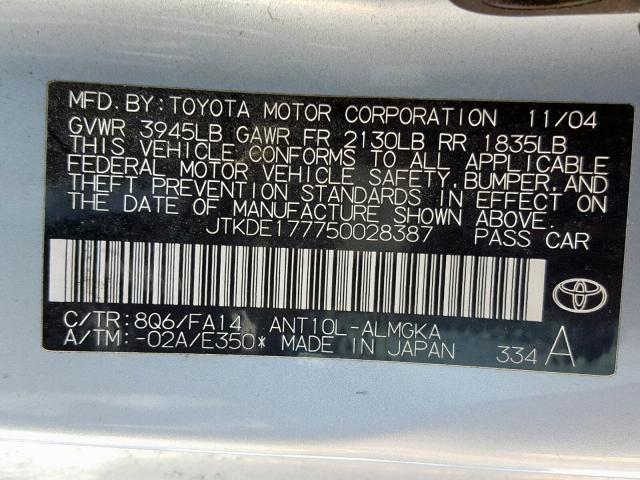 MFD. BY: TOYOTA MOTOR CORPORATION 11/04
GVWR 3945LB GAWR FR 2130LB RR 1835LB
THIS VEHICLE CONFORMS TO ALL APPLICABLE
FEDERAL MOTOR VEHICLE SAFETY, BUMPER, AND
THEFT PREVENTION STANDARDS IN EFFECT ON
THE DATE OF MANUFACTURE SHOWN ABOVE.
JTKDE177750028387 PASS CAR
C/TR: 8Q6/FA14 ANT10L-ALMGKA
A/TM: -02A/E350* MADE IN JAPAN 334 A